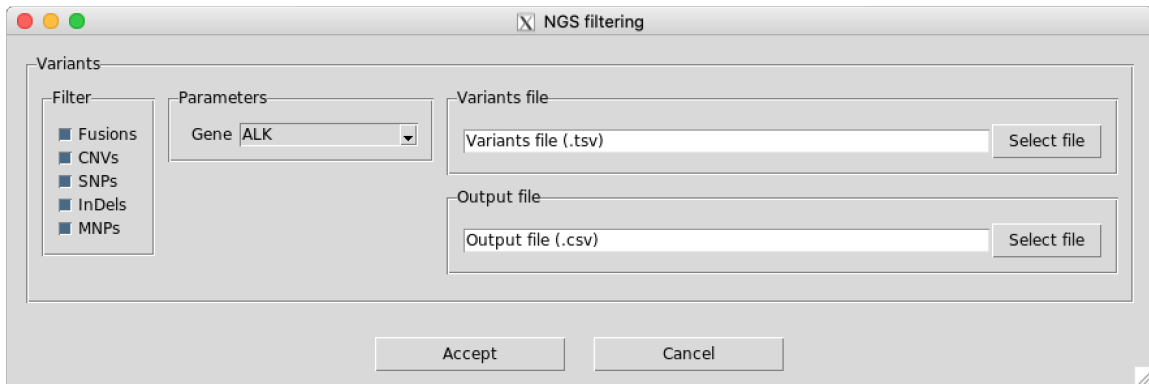 NGS filtering
Variants
Filter
Fusions
CNVs
SNPs
InDels
MNPs
Parameters
Gene ALK
Variants file
Variants file (.tsv) Select file
Output file
Output file (.csv) Select file
Accept Cancel